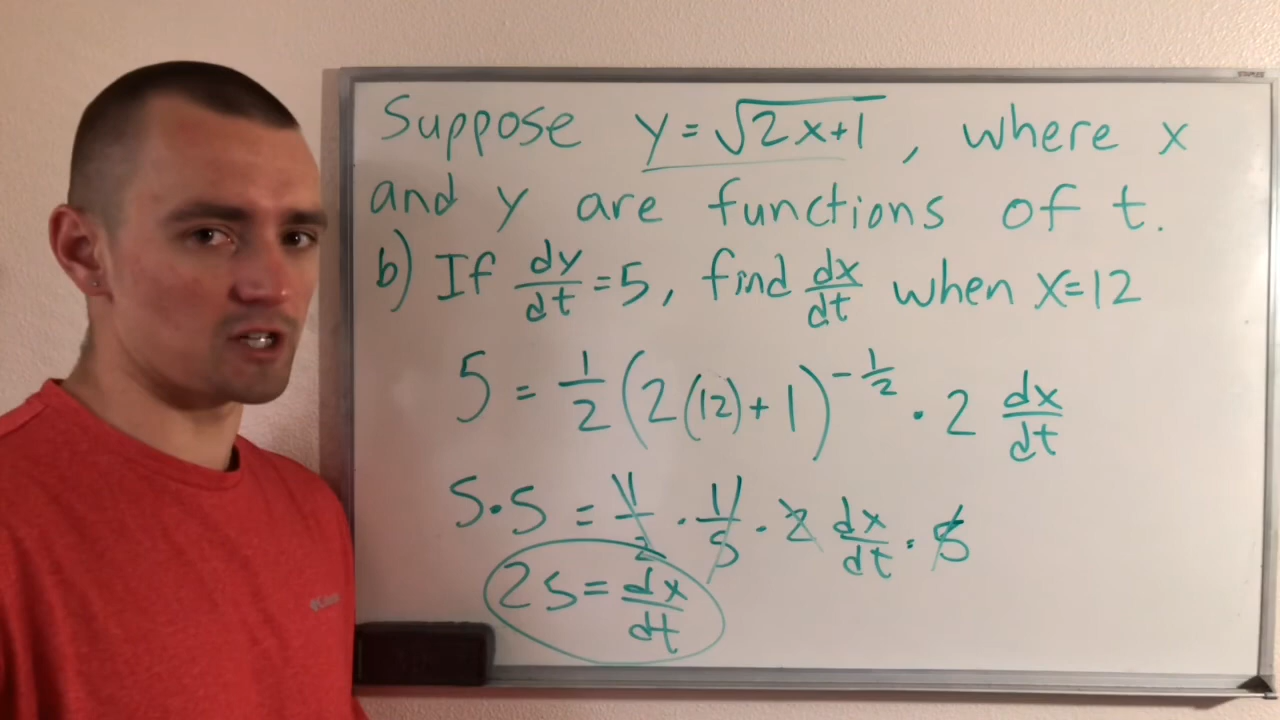 Suppose y = √2x+1 , where x
and y are functions of t.
b) If dy/dt = 5, find dx/dt when x=12
5 = 1/2 (2(12)+1)^-1/2 · 2 dx/dt
5·5 = 1/2 · 1/5 · 2 dx/dt · 5
25 = dx/dt